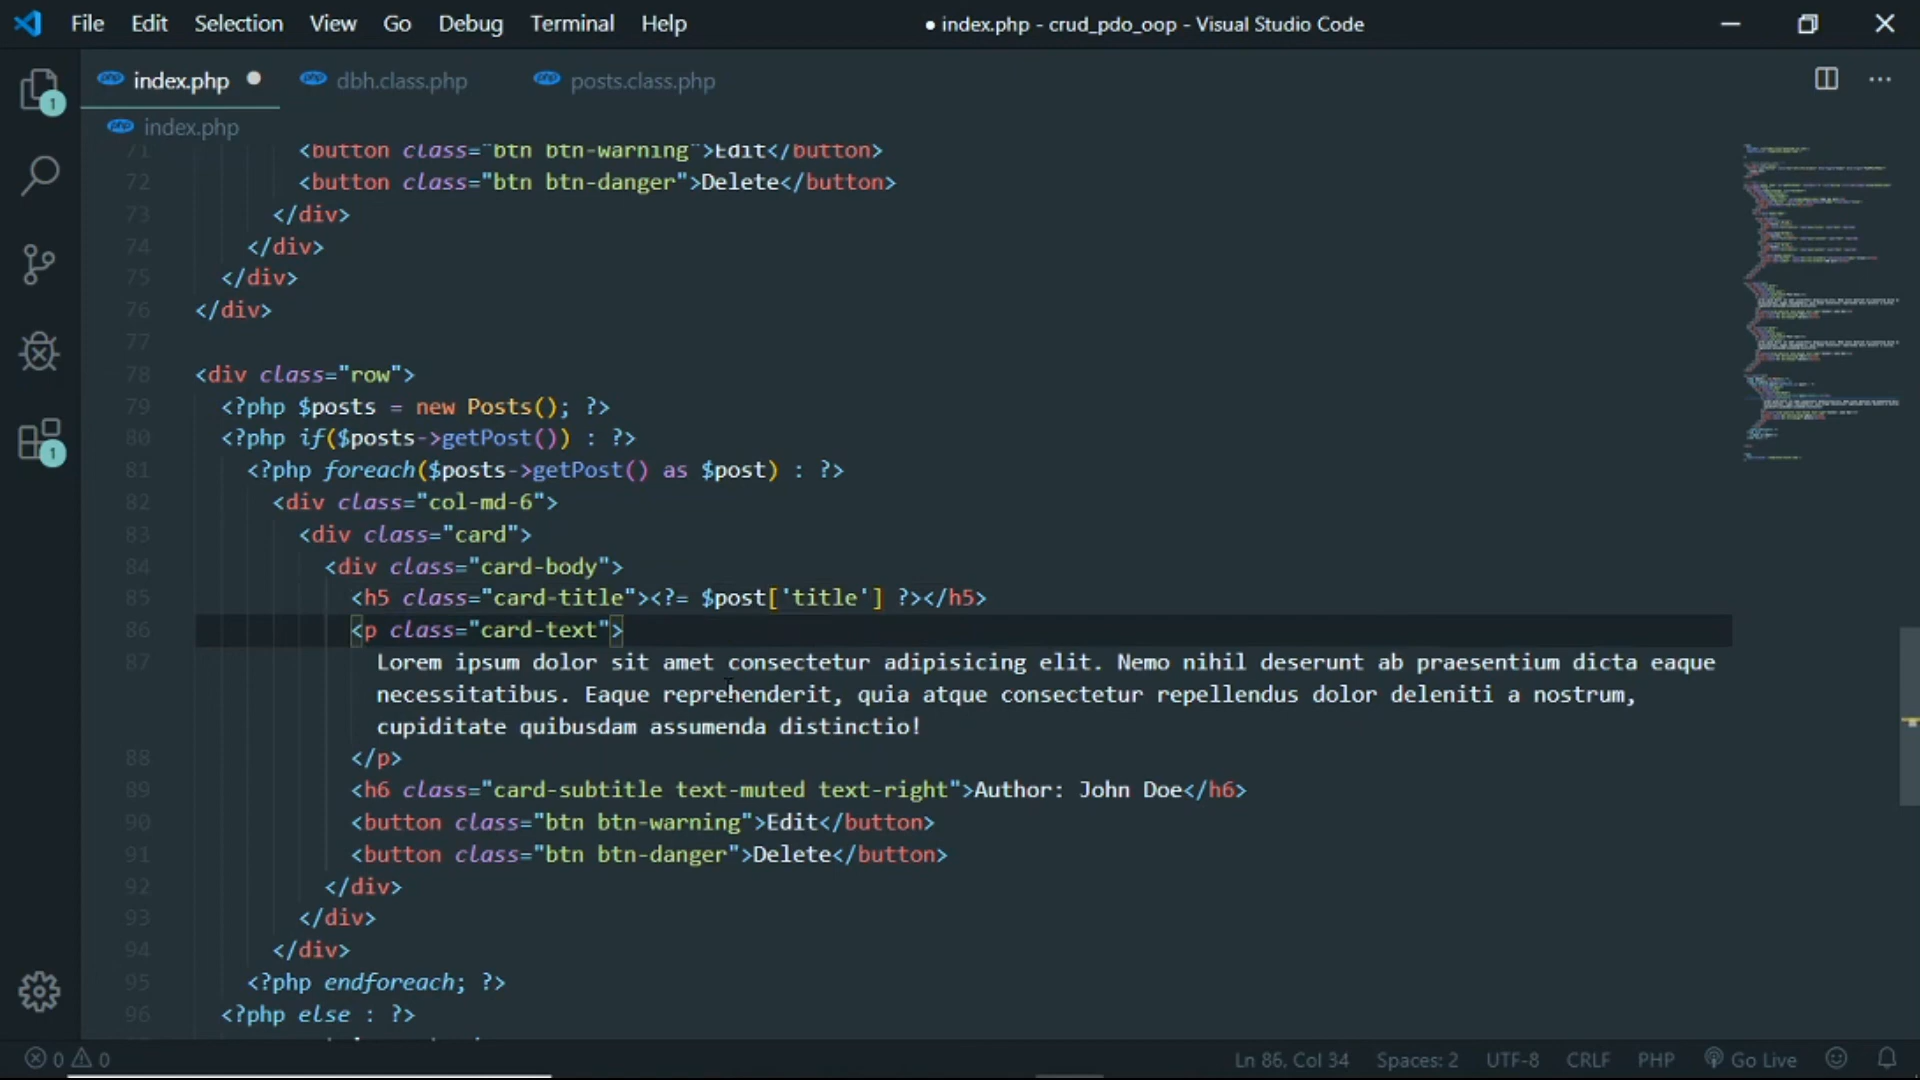 File Edit Selection View Go Debug Terminal Help ● index.php - crud_pdo_oop - Visual Studio Code
php index.php php dbh.class.php php posts.class.php
1
php index.php
71 <button class="btn btn-warning">Edit</button>
72 <button class="btn btn-danger">Delete</button>
73 </div>
74 </div>
75 </div>
76 </div>
77
78 <div class="row">
79 <?php $posts = new Posts(); ?>
80 <?php if($posts->getPost()) : ?>
81 <?php foreach($posts->getPost() as $post) : ?>
1
82 <div class="col-md-6">
83 <div class="card">
84 <div class="card-body">
85 <h5 class="card-title"><?= $post['title'] ?></h5>
86 <p class="card-text">
87 Lorem ipsum dolor sit amet consectetur adipisicing elit. Nemo nihil deserunt ab praesentium dicta eaque
necessitatibus. Eaque reprehenderit, quia atque consectetur repellendus dolor deleniti a nostrum,
cupiditate quibusdam assumenda distinctio!
88 </p>
89 <h6 class="card-subtitle text-muted text-right">Author: John Doe</h6>
90 <button class="btn btn-warning">Edit</button>
91 <button class="btn btn-danger">Delete</button>
92 </div>
93 </div>
94 </div>
95 <?php endforeach; ?>
96 <?php else : ?>
0 0 Ln 86, Col 34 Spaces: 2 UTF-8 CRLF PHP Go Live